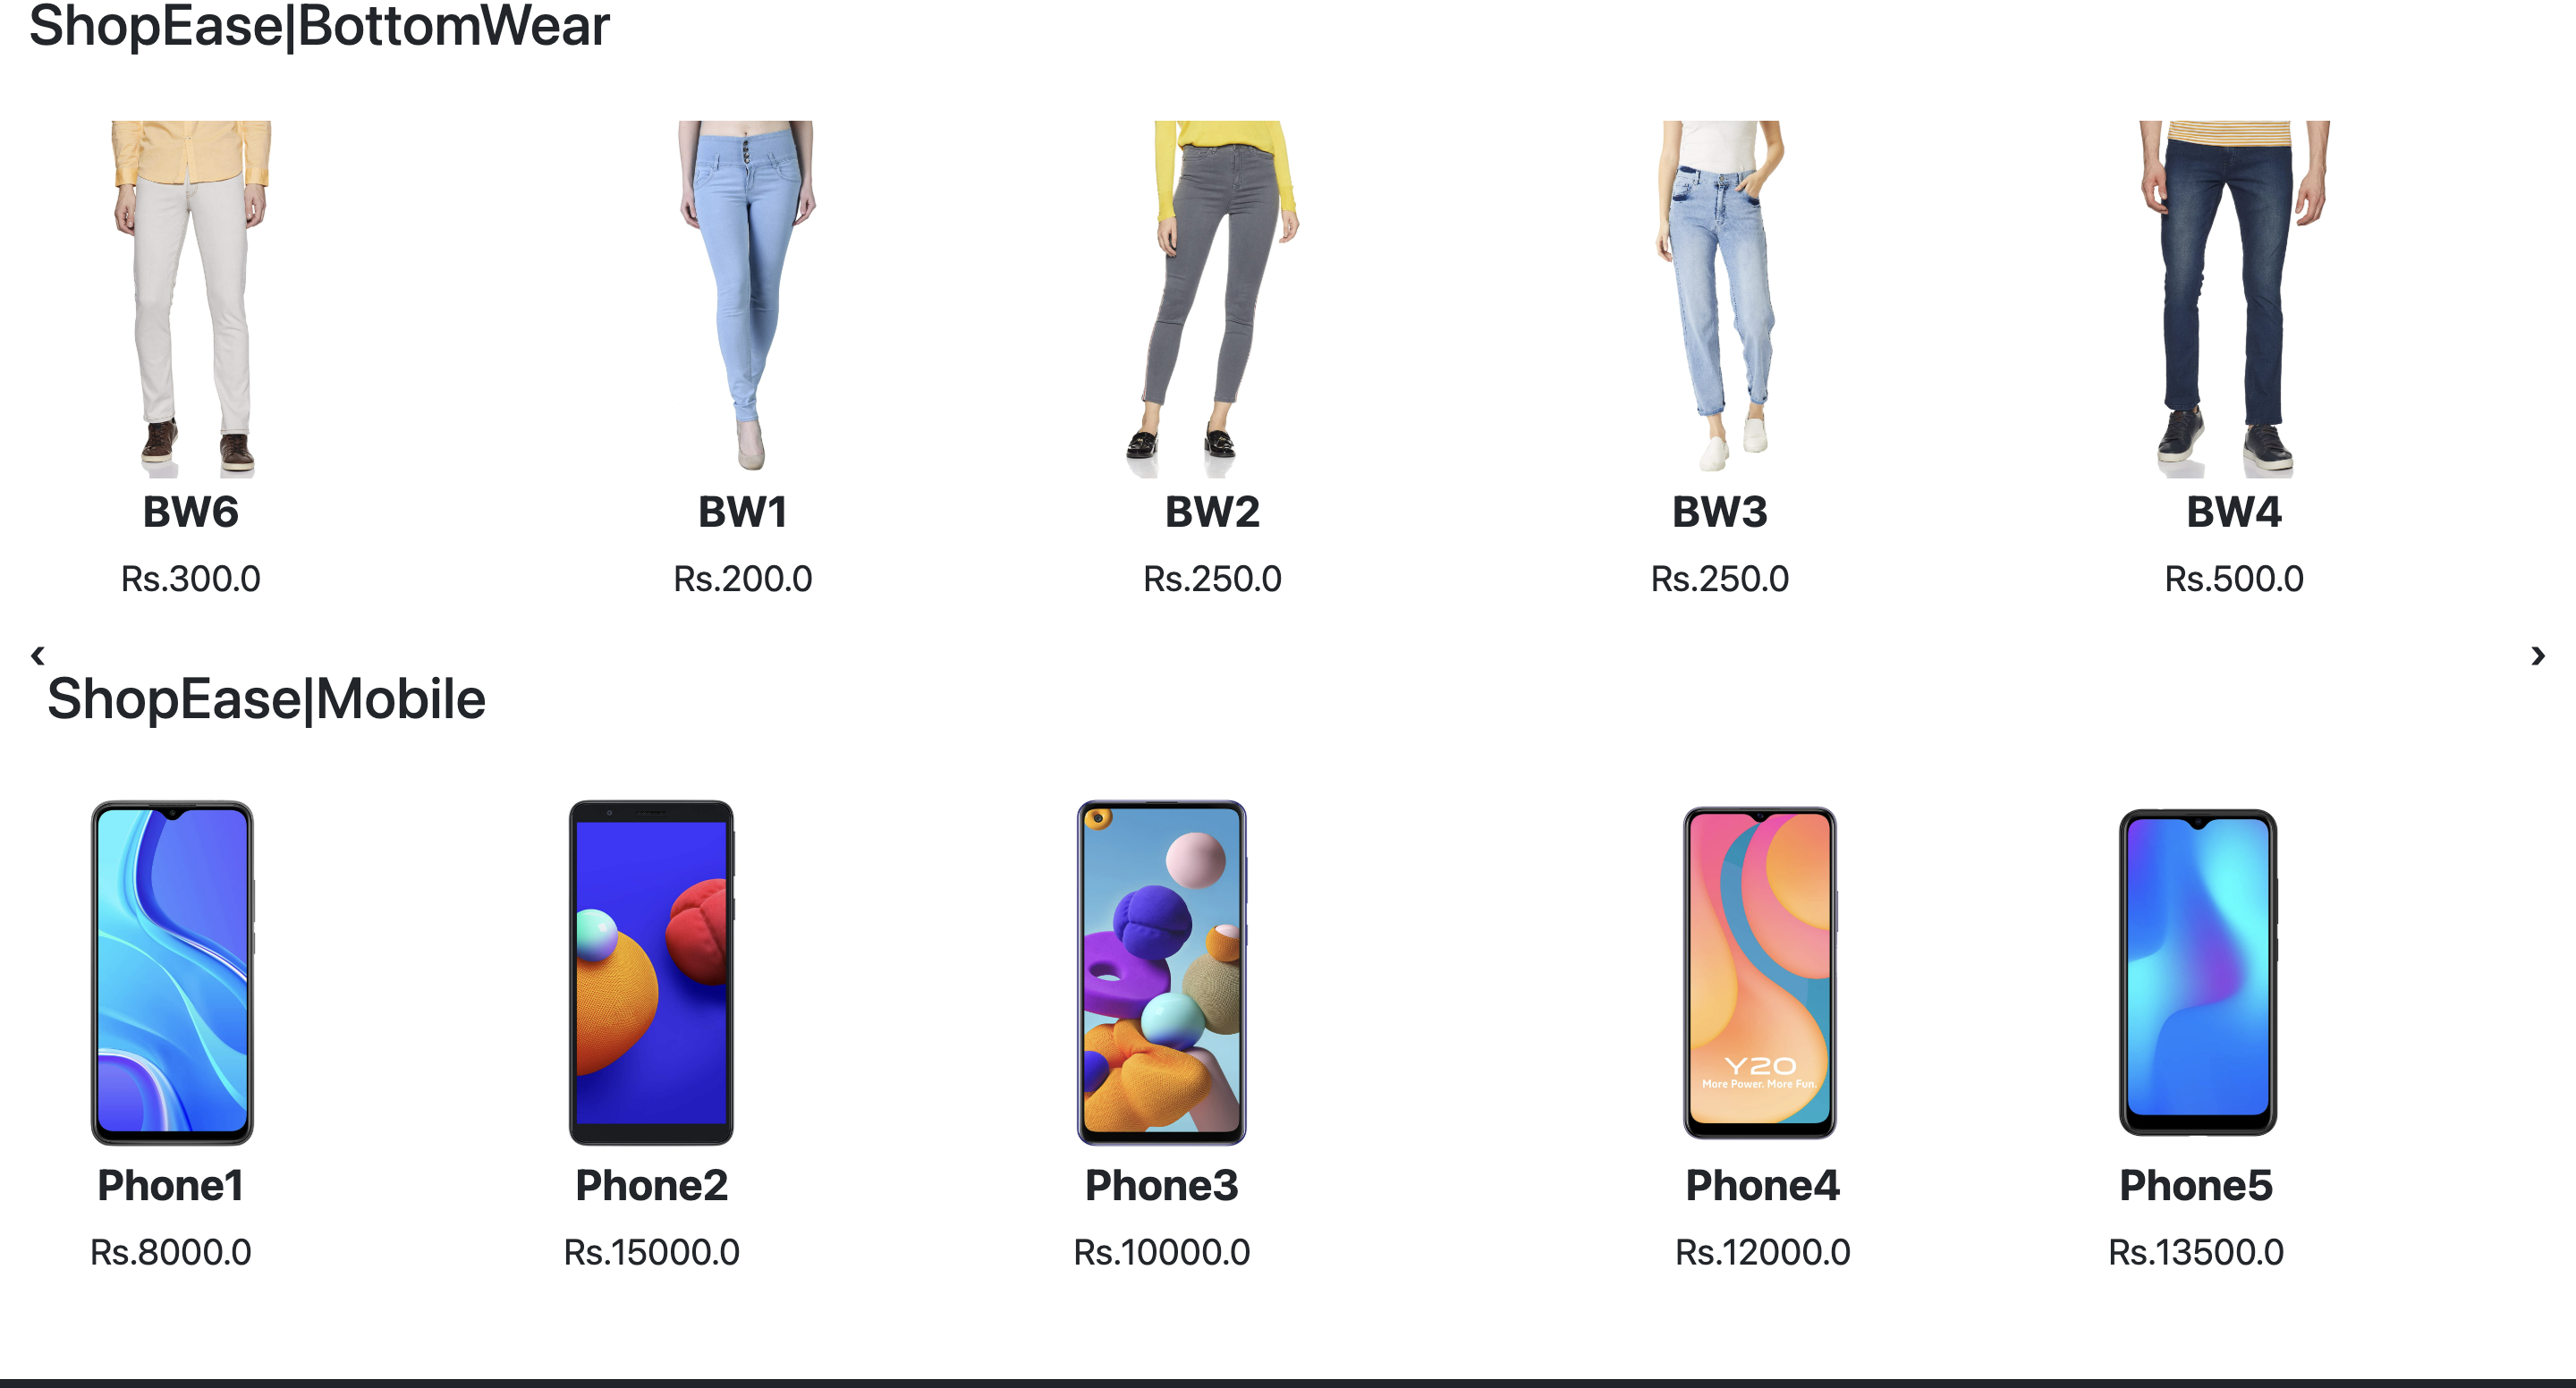 ShopEase|BottomWear
BW6 BW1 BW2 BW3 BW4
Rs.300.0 Rs.200.0 Rs.250.0 Rs.250.0 Rs.500.0
‹ ›
ShopEase|Mobile
Y20
More Power. More Fun.
Phone1 Phone2 Phone3 Phone4 Phone5
Rs.8000.0 Rs.15000.0 Rs.10000.0 Rs.12000.0 Rs.13500.0